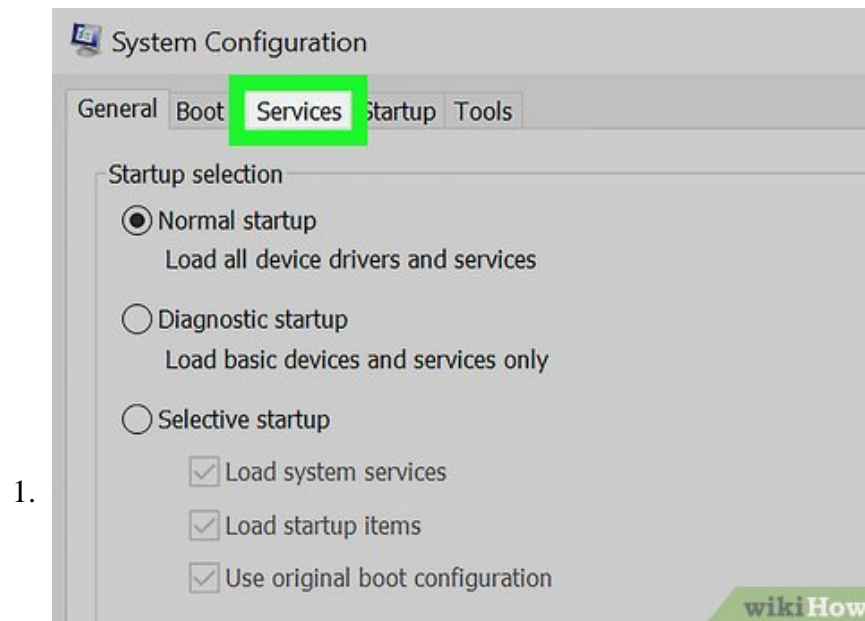 System Configuration
General Boot Services Startup Tools
Startup selection
Normal startup
Load all device drivers and services
Diagnostic startup
Load basic devices and services only
Selective startup
Load system services
1.
Load startup items
Use original boot configuration
wikiHow